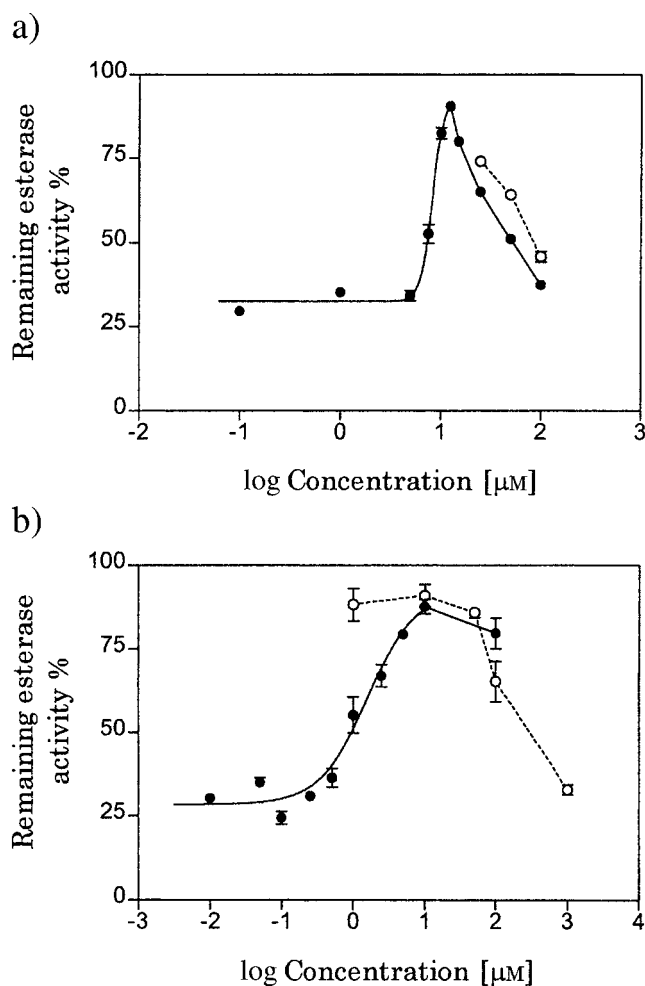 a)
Remaining esterase
activity %
100
75
50
25
0
-2 -1 0 1 2 3
log Concentration [μM]
b)
Remaining esterase
activity %
100
75
50
25
0
-3 -2 -1 0 1 2 3 4
log Concentration [μM]